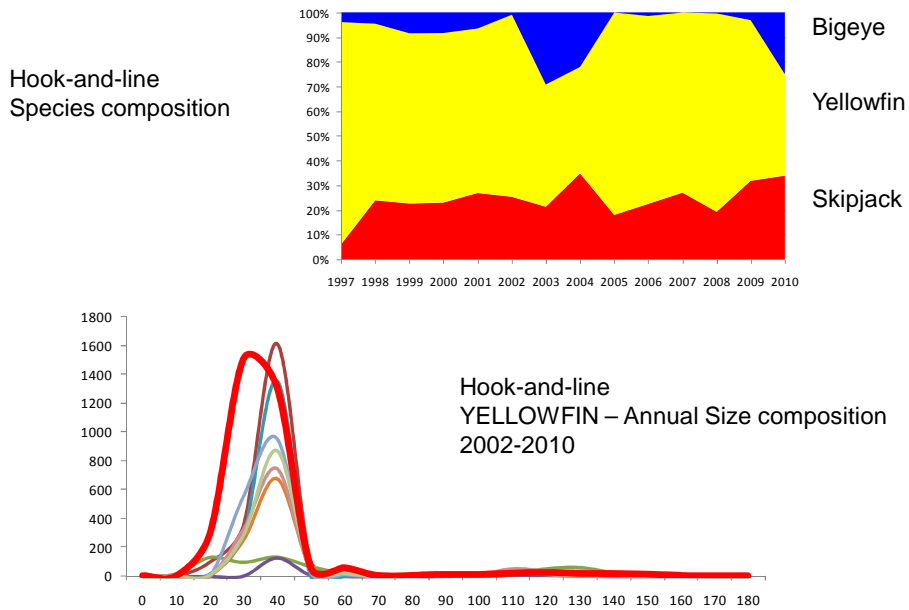 Hook-and-line
Species composition
100%
90%
80%
70%
60%
50%
40%
30%
20%
10%
0%
1997 1998 1999 2000 2001 2002 2003 2004 2005 2006 2007 2008 2009 2010
Bigeye
Yellowfin
Skipjack
1800
1600
1400
1200
1000
800
600
400
200
0
0 10 20 30 40 50 60 70 80 90 100 110 120 130 140 150 160 170 180
Hook-and-line
YELLOWFIN – Annual Size composition
2002-2010